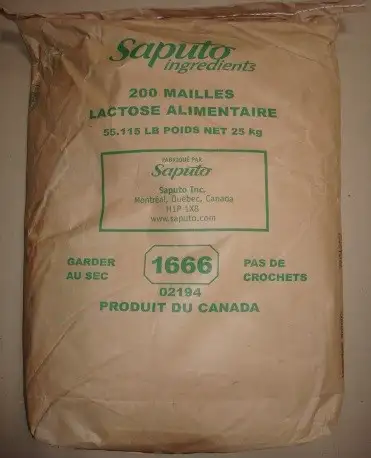 Saputo
ingredients
200 MAILLES
LACTOSE ALIMENTAIRE
55.115 LB POIDS NET 25 kg
FABRIQUÉ PAR
Saputo
Saputo Inc.
Montréal, Québec, Canada
H1P 1X8
www.saputo.com
GARDER
AU SEC
1666
PAS DE
CROCHETS
02194
PRODUIT DU CANADA